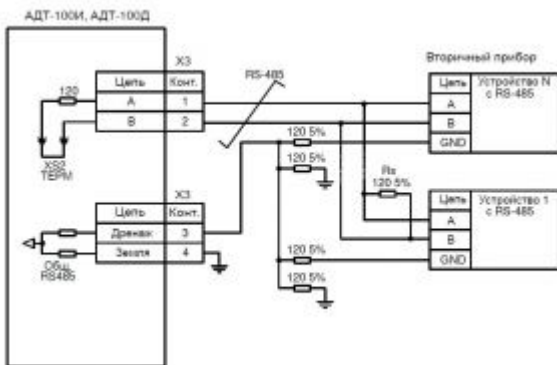 АДТ-100И, АДТ-100Д
Х3
Цепь Конт.
А 1
В 2
120
XS2
ТЕРМ
RS-485
Х3
Цепь Конт.
Дренаж 3
Земля 4
Общ.
RS485
120 5%
120 5%
120 5%
120 5%
Rs
120 5%
Вторичный прибор
Цепь Устройство N
с RS-485
А
В
GND
Цепь Устройство 1
с RS-485
А
В
GND